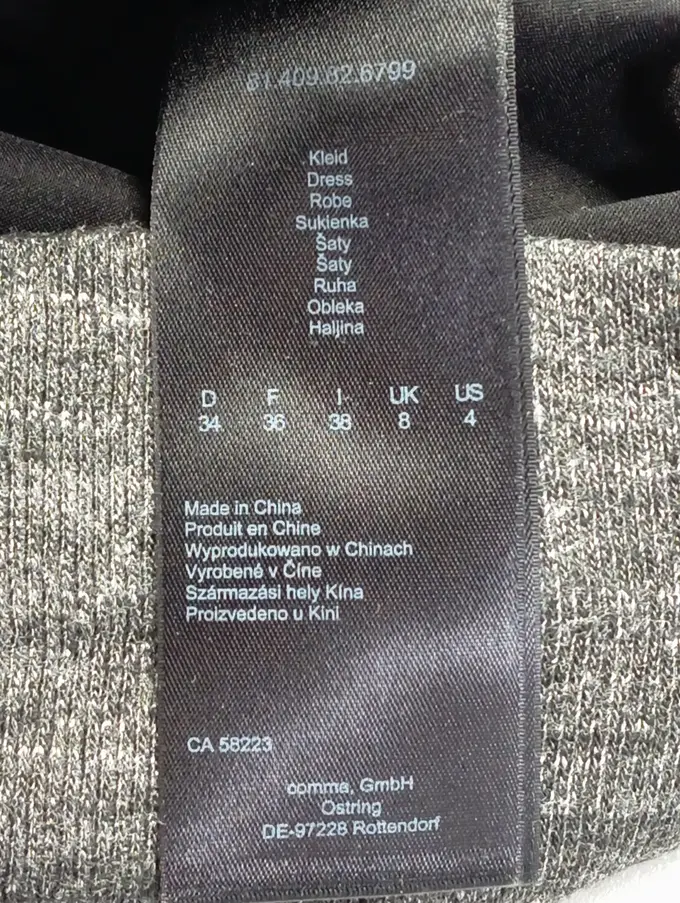 81.409.82.6799
Kleid
Dress
Robe
Sukienka
Šaty
Šaty
Ruha
Obleka
Haljina
D F I UK US
34 36 38 8 4
Made in China
Produit en Chine
Wyprodukowano w Chinach
Vyrobené v Číne
Származási hely Kína
Proizvedeno u Kini
CA 58223
comma, GmbH
Ostring
DE-97228 Rottendorf